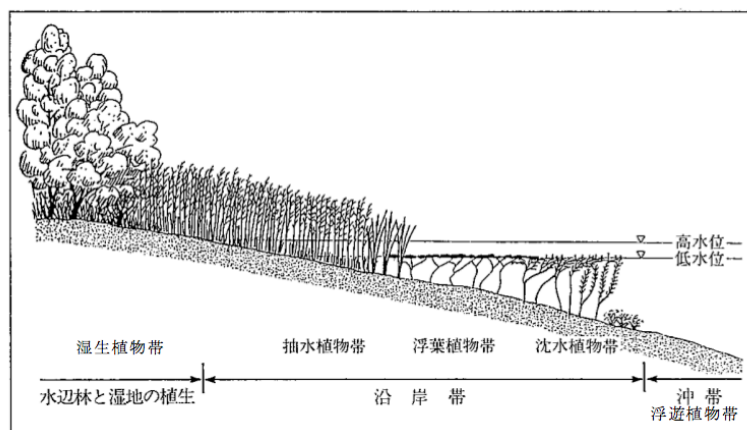 高水位
低水位
湿生植物帯 抽水植物帯 浮葉植物帯 沈水植物帯
水辺林と湿地の植生 沿岸帯 沖帯
浮遊植物帯